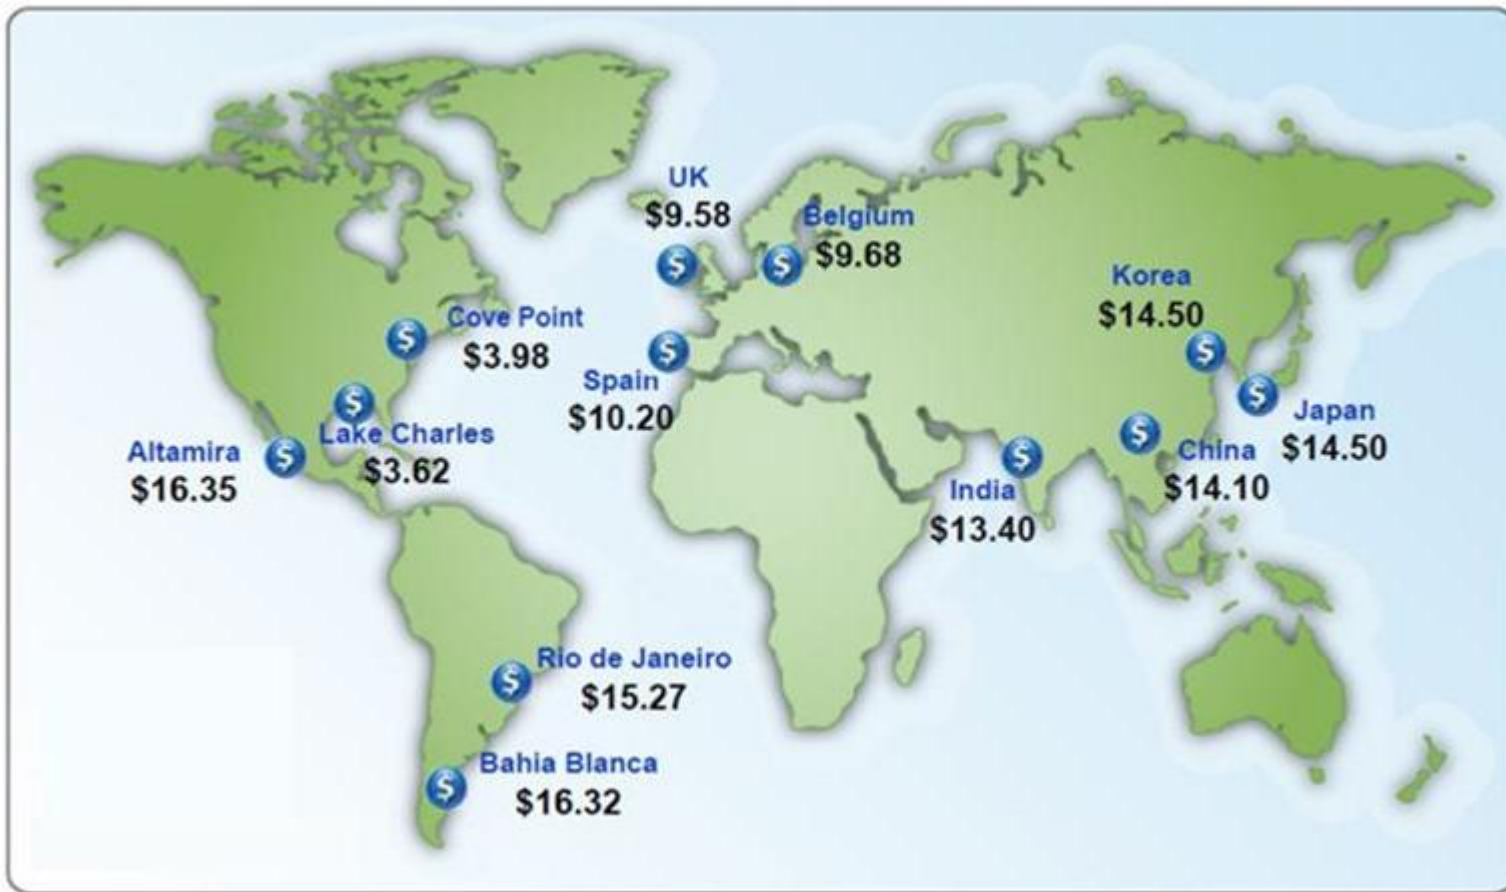 UK
$9.58
Belgium
$9.68
Korea
$14.50
Cove Point
$3.98
Spain
$10.20
Japan
$14.50
Lake Charles
$3.62
Altamira
$16.35
China
$14.10
India
$13.40
Rio de Janeiro
$15.27
Bahia Blanca
$16.32